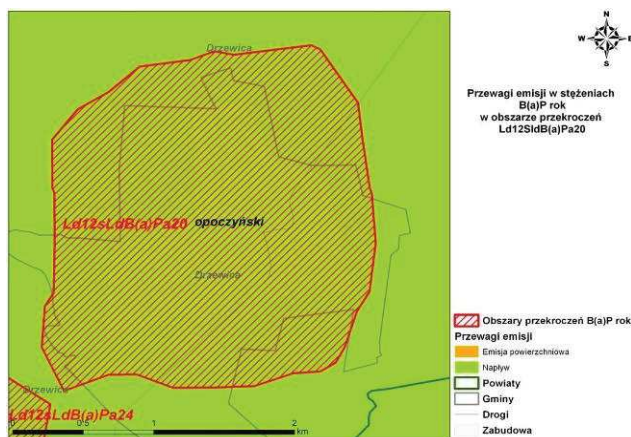 Drzewica
Ld12sLdB(a)Pa20 opoczyński
Drzewica
Drzewica
Ld12sLdB(a)Pa24
0 0,5 1 2
km
N
W E
S
Przewagi emisji w stężeniach
B(a)P rok
w obszarze przekroczeń
Ld12SldB(a)Pa20
Obszary przekroczeń B(a)P rok
Przewagi emisji
Emisja powierzchniowa
Napływ
Powiaty
Gminy
Drogi
Zabudowa